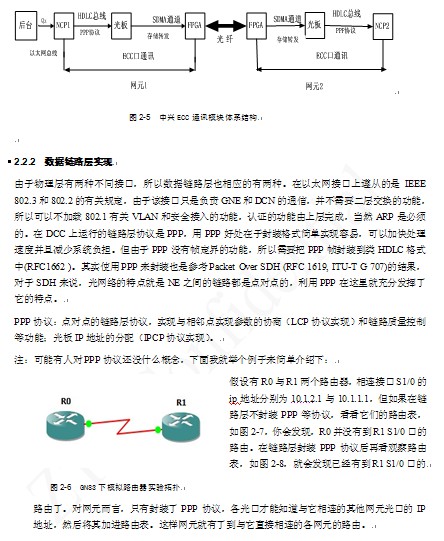 后台 Qx NCP1 HDLC总线 PPP协议 光板 SDMA通道 存储转发 FPGA 光 纤 FPGA SDMA通道 存储转发 光板 HDLC总线 PPP协议 NCP2
以太网总线 ECC口通讯 ECC口通讯
网元1 网元2
图 2-5 中兴 ECC 通讯模块体系结构
2.2.2 数据链路层实现
由于物理层有两种不同接口，所以数据链路层也相应的有两种。在以太网接口上遵从的是 IEEE
802.3 和 802.2 的有关规定，由于该接口只是负责 GNE 和 DCN 的通信，并不需要二层交换的功能，
所以可以不加载 802.1 有关 VLAN 和安全接入的功能，认证的功能由上层完成，当然 ARP 是必须
的。在 DCC 上运行的链路层协议是 PPP，用 PPP 好处在于封装格式简单实现容易，可以加快处理
速度并且减少系统负担。但由于 PPP 没有帧定界的功能，所以需要把 PPP 帧封装到类 HDLC 格式
中(RFC1662 )。其实使用 PPP 来封装也是参考 Packet Over SDH (RFC 1619, ITU-T G 707)的结果，
对于 SDH 来说，光网络的特点就是 NE 之间的链路都是点对点的，利用 PPP 在这里就充分发挥了
它的特点。
PPP 协议：点对点的链路层协议，实现与相邻点实现参数的协商（LCP 协议实现）和链路质量控制
等功能；光板 IP 地址的分配（IPCP 协议实现）。
注：可能有人对 PPP 协议还没什么概念，下面我就举个例子来简单介绍下：
假设有 R0 与 R1 两个路由器，相连接口 S1/0 的
ip 地址分别为 10.1.2.1 与 10.1.1.1，但如果在链
路层不封装 PPP 等协议，看看它们的路由表，
如图 2-7，你会发现，R0 并没有到 R1 S1/0 口的
路由。在链路层封装 PPP 协议后再看观察路由
表，如图 2-8，就会发现已经有到 R1 S1/0 口的
R0 R1
图 2-6 GNS3 下模拟路由器实验拓扑
路由了。对网元而言，只有封装了 PPP 协议，各光口才能知道与它相连的其他网元光口的 IP
地址，然后将其加进路由表。这样网元就有了到与它直接相连的各网元的路由。